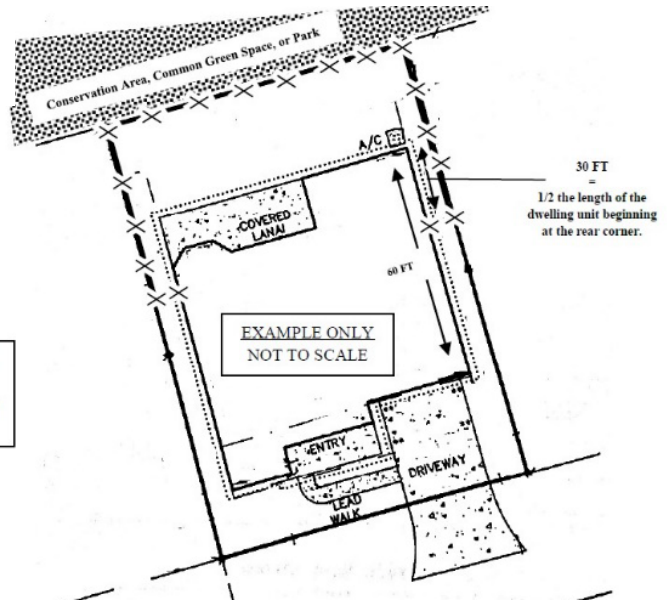 Conservation Area, Common Green Space, or Park
A/C
30 FT
=
1/2 the length of the
dwelling unit beginning
at the rear corner.
COVERED
LANAI
60 FT
EXAMPLE ONLY
NOT TO SCALE
ENTRY
DRIVEWAY
LEAD
WALK